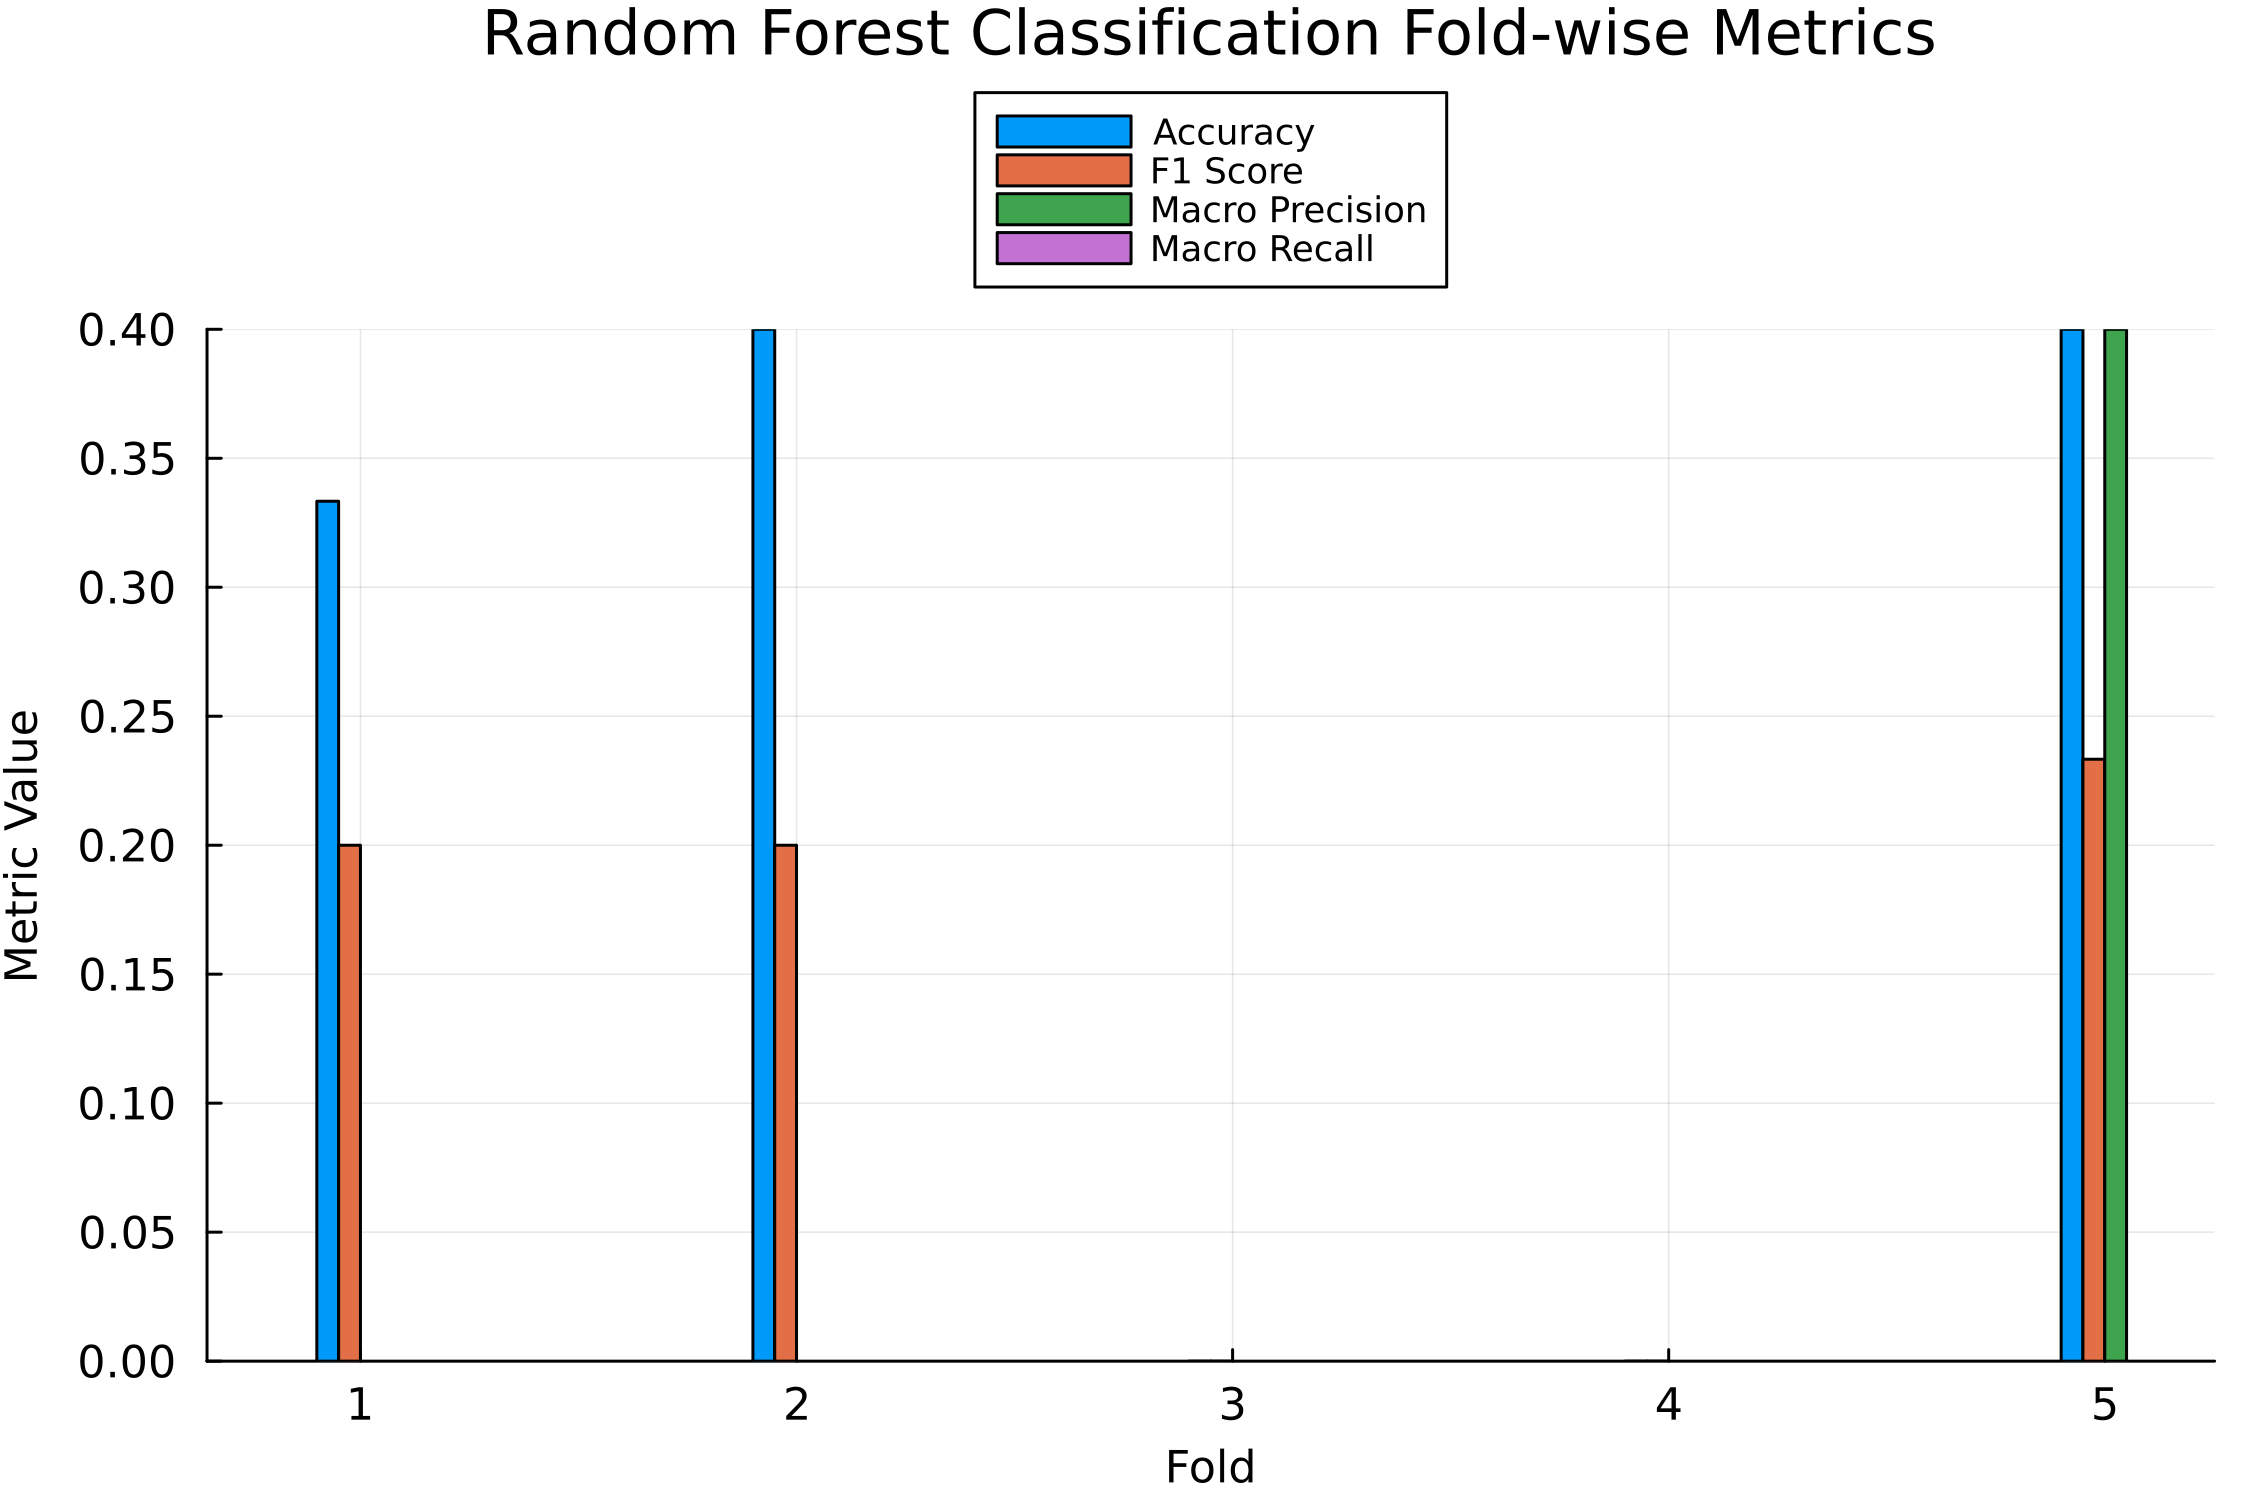 Random Forest Classification Fold-wise Metrics
Accuracy
F1 Score
Macro Precision
Macro Recall
0.40
0.35
0.30
0.25
0.20
0.15
0.10
0.05
0.00
Metric Value
1 2 3 4 5
Fold